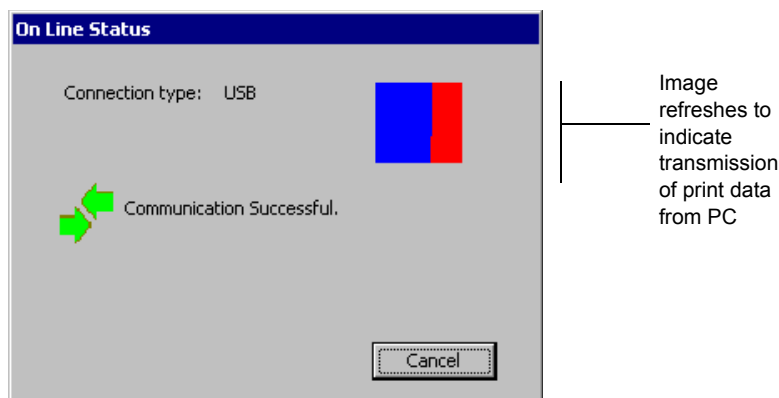 On Line Status
Connection type: USB
Communication Successful.
Cancel
Image
refreshes to
indicate
transmission
of print data
from PC